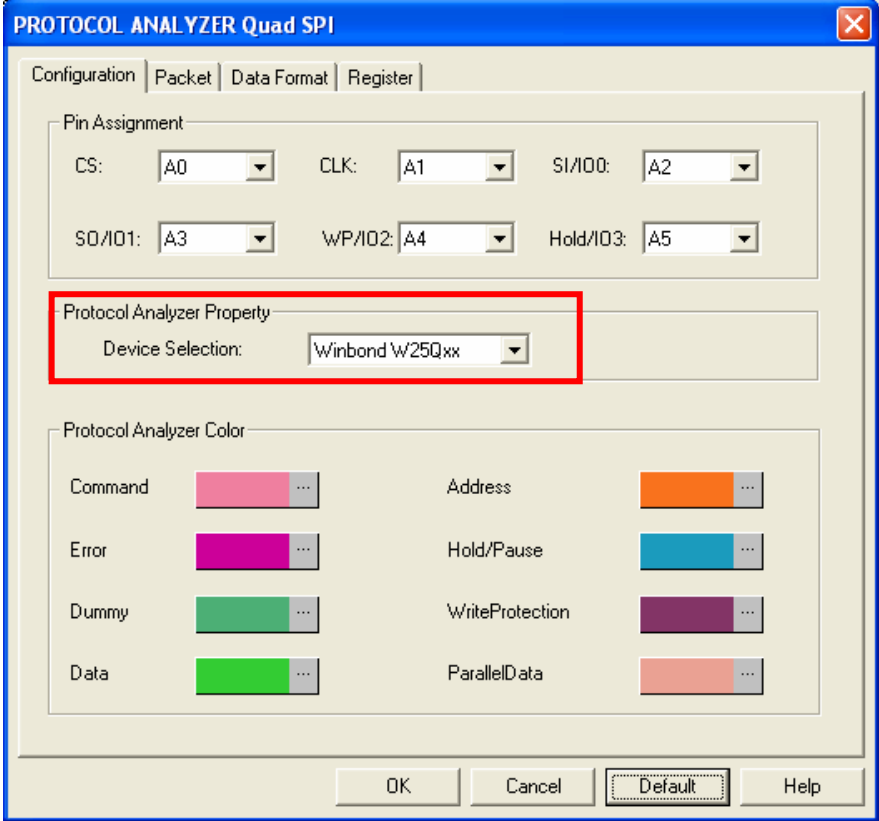 PROTOCOL ANALYZER Quad SPI
Configuration Packet Data Format Register
Pin Assignment
CS: A0 CLK: A1 SI/IO0: A2
SO/IO1: A3 WP/IO2: A4 Hold/IO3: A5
Protocol Analyzer Property
Device Selection: Winbond W25Qxx
Protocol Analyzer Color
Command ... Address ...
Error ... Hold/Pause ...
Dummy ... WriteProtection ...
Data ... ParallelData ...
OK Cancel Default Help